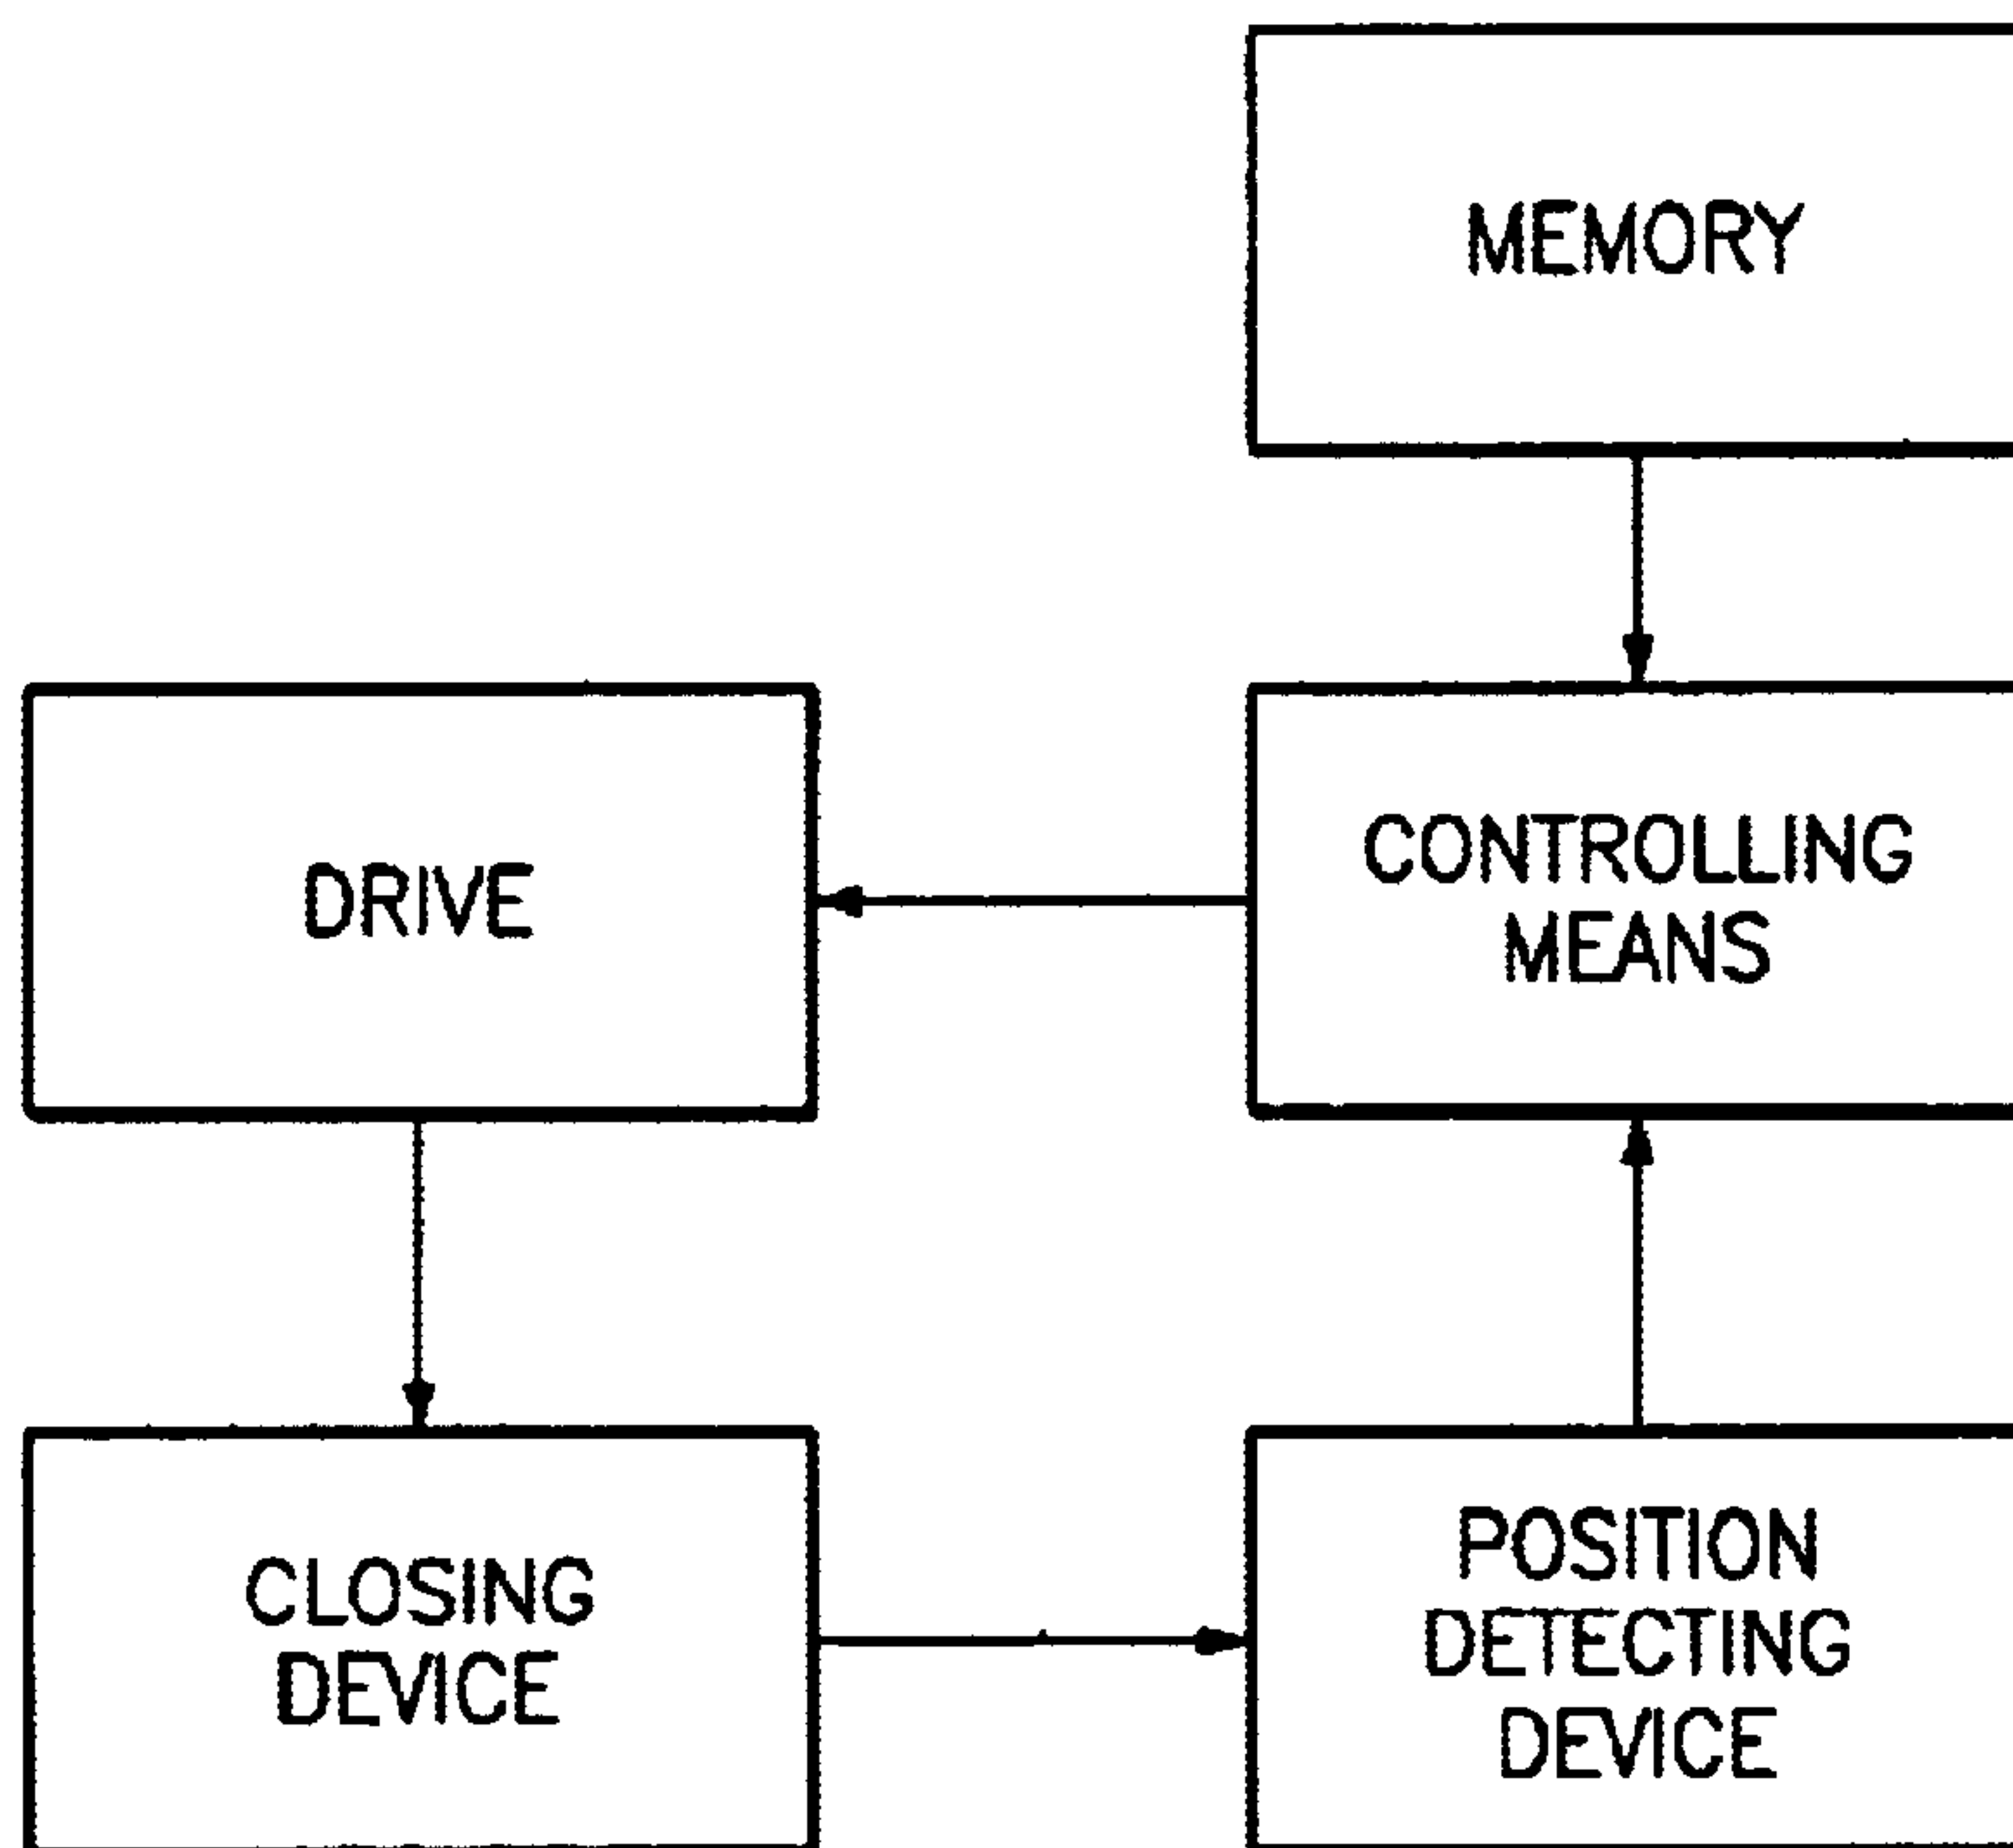 MEMORY
DRIVE
CONTROLLING
MEANS
CLOSING
DEVICE
POSITION
DETECTING
DEVICE